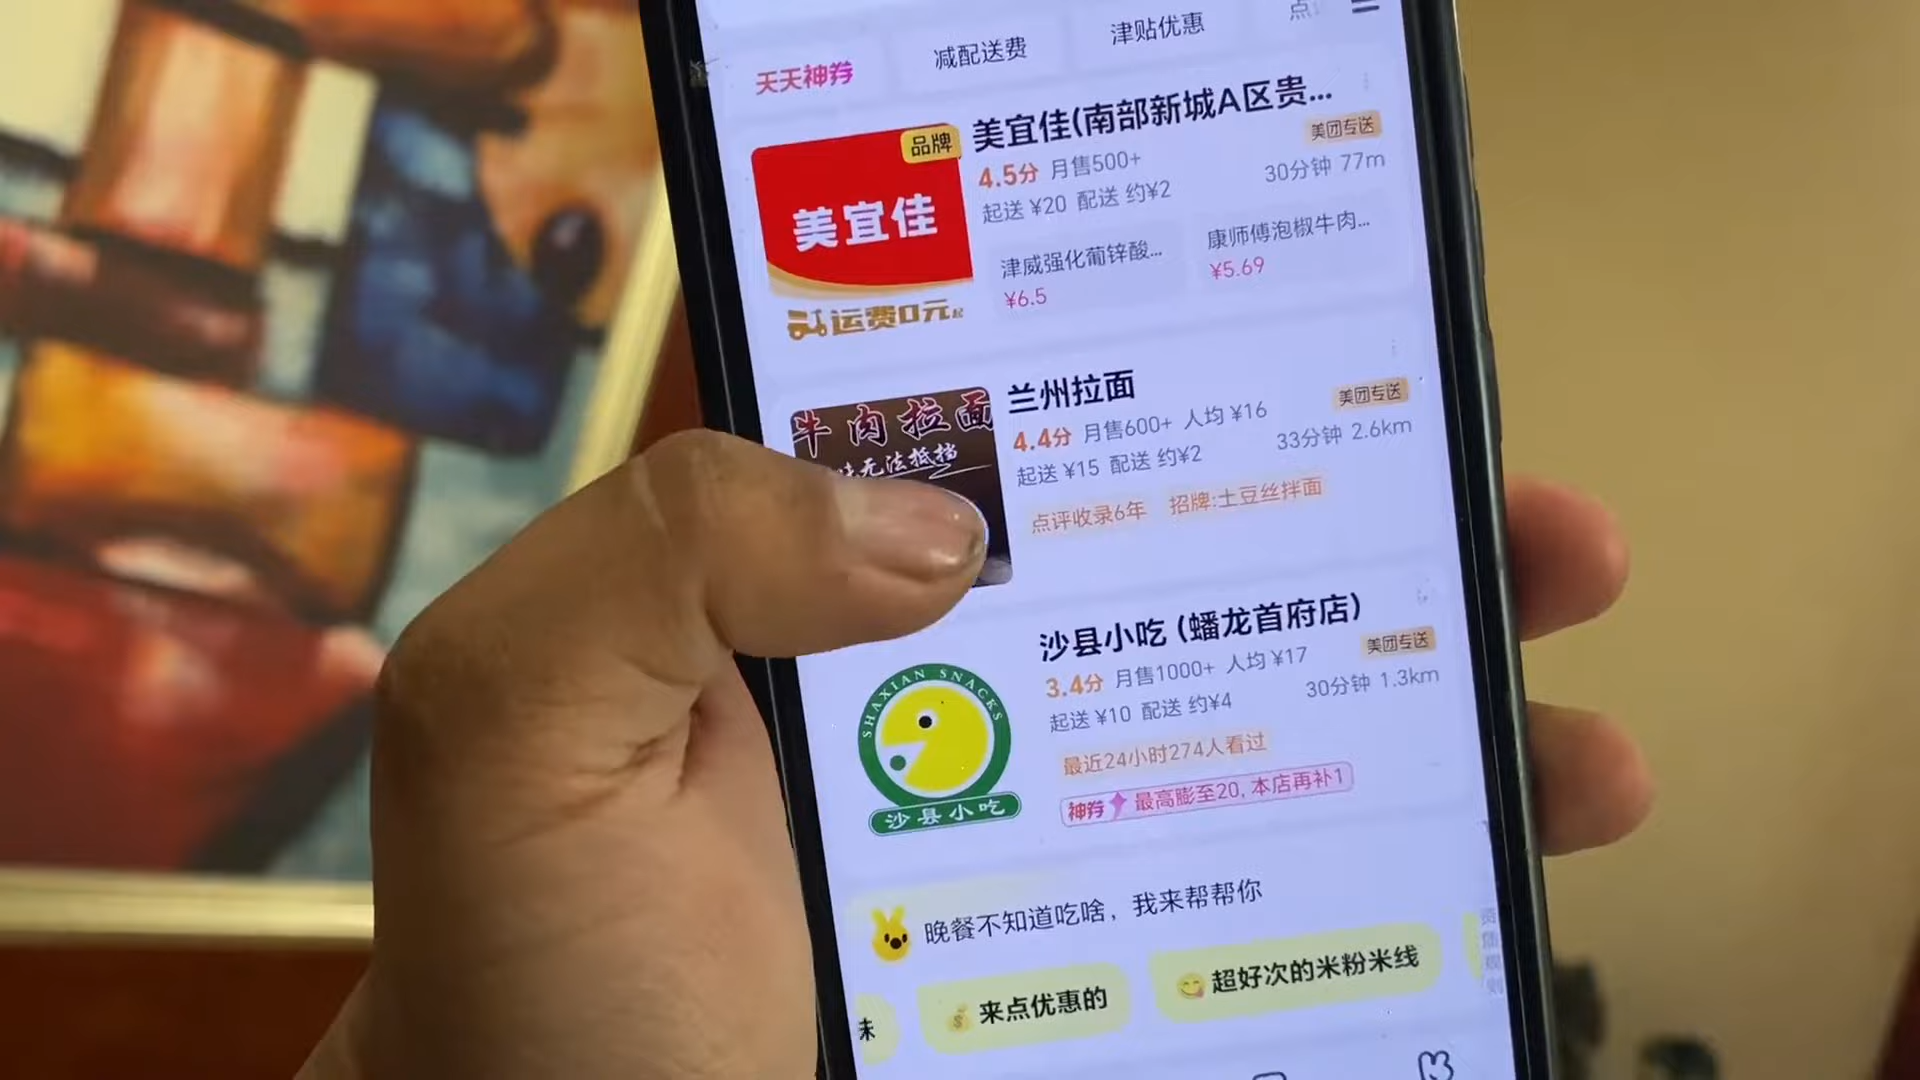 天天神券
减配送费
津贴优惠
点
品牌
美宜佳
运费0元起
美宜佳(南部新城A区贵...
美团专送
4.5分 月售500+
30分钟 77m
起送 ¥20 配送 约¥2
津威强化葡锌酸...
¥6.5
康师傅泡椒牛肉...
¥5.69
牛肉拉面
无法抵挡
兰州拉面
美团专送
4.4分 月售600+ 人均 ¥16
33分钟 2.6km
起送 ¥15 配送 约¥2
点评收录6年 招牌:土豆丝拌面
SHAXIAN SNACKS
沙县小吃
沙县小吃 (蟠龙首府店)
美团专送
3.4分 月售1000+ 人均 ¥17
30分钟 1.3km
起送 ¥10 配送 约¥4
最近24小时274人看过
神券 最高膨至20, 本店再补1
晚餐不知道吃啥，我来帮帮你
来点优惠的
超好次的米粉米线